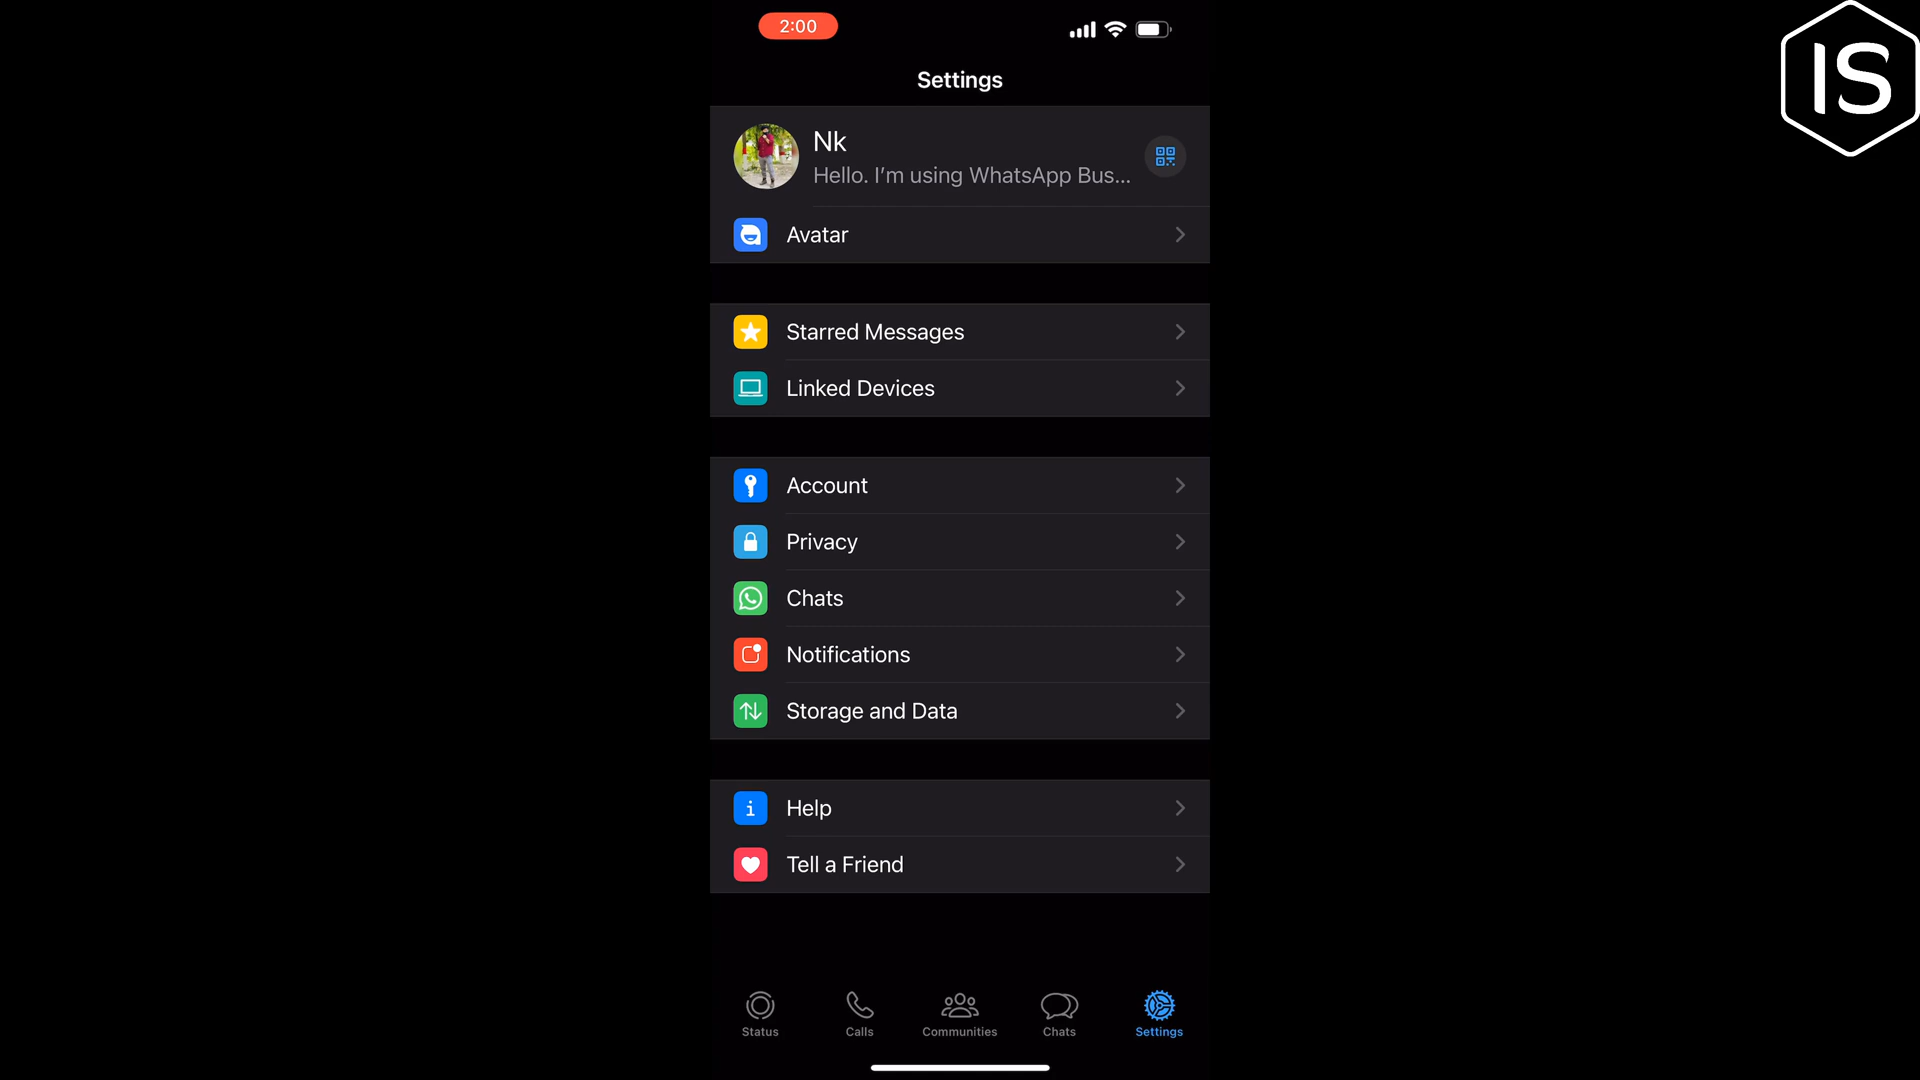 2:00
IS
Settings
Nk
Hello. I’m using WhatsApp Bus...
Avatar
Starred Messages
Linked Devices
Account
Privacy
Chats
Notifications
Storage and Data
Help
Tell a Friend
Status Calls Communities Chats Settings